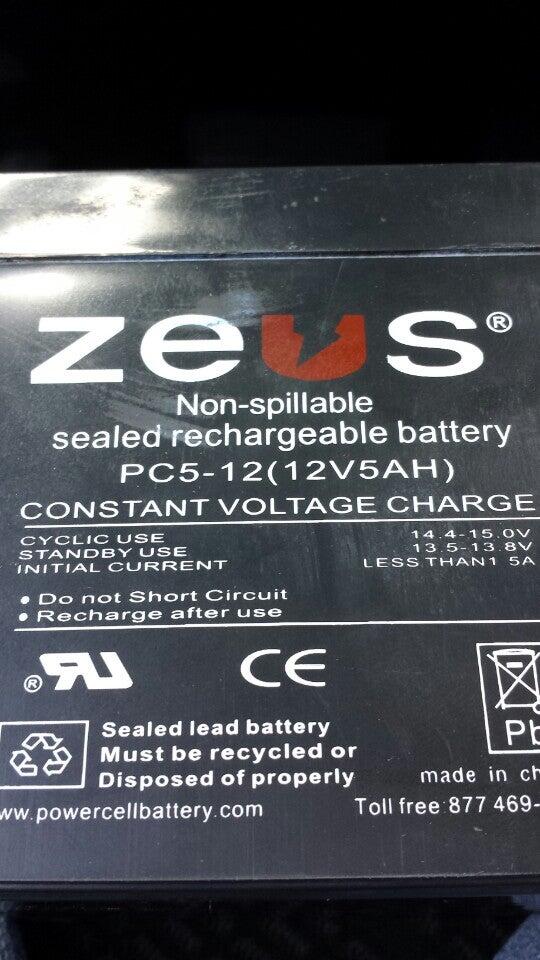 zeus®
Non-spillable
sealed rechargeable battery
PC5-12(12V5AH)
CONSTANT VOLTAGE CHARGE
CYCLIC USE 14.4-15.0V
STANDBY USE 13.5-13.8V
INITIAL CURRENT LESS THAN1 5A
• Do not Short Circuit
• Recharge after use
® RU CE
Pb
Sealed lead battery
Must be recycled or
Disposed of properly
made in ch
ww.powercellbattery.com Toll free:877 469-